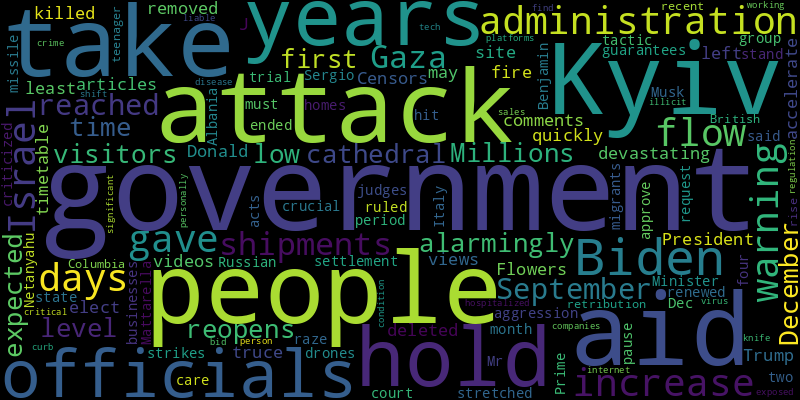 killed
removed
years
administration
recent
working
liable
take
teenager
J
first
Gaza
tactic
group
missile
crime
site
guarantees
left
stand
tech
platforms
find
Kyiv
least
articles
trial
Sergio
Censors
may
fire
Benjamin
Musk
illicit
accelerate
shift
disease
attack
must
homes
hit
comments
British
reached
time
ended
Albania
sales
quickly
flow
said
regulation
criticized
Israel
timetable
visitors
Donald
low
cathedral
Millions
devastating
rise
government
significant
personally
acts
crucial
judges
ruled
period
Italy
migrants
approve
request
warning
gave
shipments
alarmingly
President
four
December
days
Netanyahu
Columbia
videos
Russian
settlement
views
Flowers
Biden
Minister
expected
state
businesses
Mattarella
people
condition
hospitalized
September
retribution
renewed
critical
elect
level
reopens
deleted
aggression
month
companies
Dec
virus
aid
Trump
curb
bid
person
raze
truce
drones
hold
Mr
Prime
pause
knife
two
strikes
officials
care
court
stretched
internet
increase
exposed